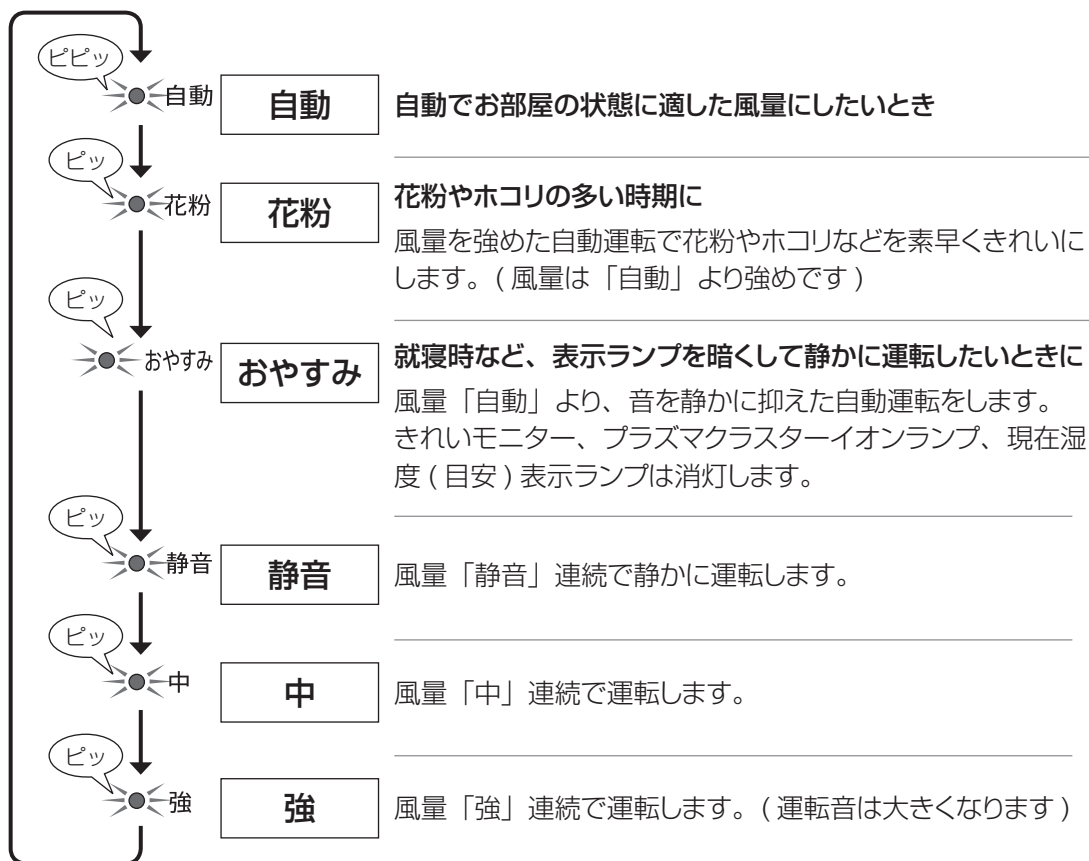 ピピッ
自動
自動
自動でお部屋の状態に適した風量にしたいとき
ピッ
花粉
花粉
花粉やホコリの多い時期に
風量を強めた自動運転で花粉やホコリなどを素早くきれいに
します。( 風量は「自動」より強めです )
ピッ
おやすみ
おやすみ
就寝時など、表示ランプを暗くして静かに運転したいときに
風量「自動」より、音を静かに抑えた自動運転をします。
きれいモニター、プラズマクラスターイオンランプ、現在湿
度 ( 目安 ) 表示ランプは消灯します。
ピッ
静音
静音
風量「静音」連続で静かに運転します。
ピッ
中
中
風量「中」連続で運転します。
ピッ
強
強
風量「強」連続で運転します。( 運転音は大きくなります )